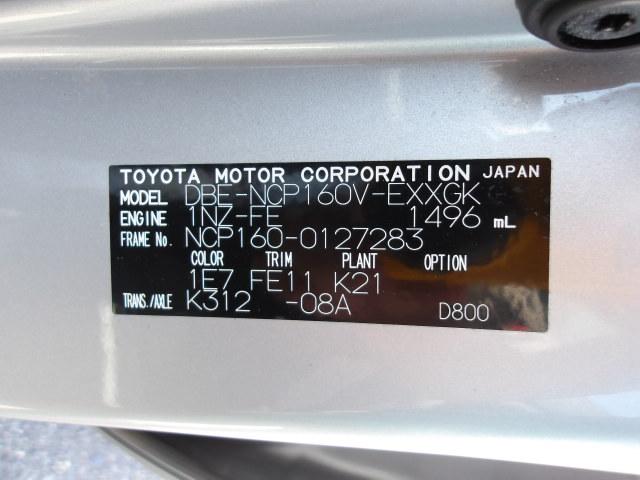 TOYOTA MOTOR CORPORATION JAPAN
MODEL DBE-NCP160V-EXXGK
ENGINE 1NZ-FE 1496 mL
FRAME No. NCP160-0127283
COLOR TRIM PLANT OPTION
1E7 FE11 K21
TRANS./AXLE K312 -08A D800